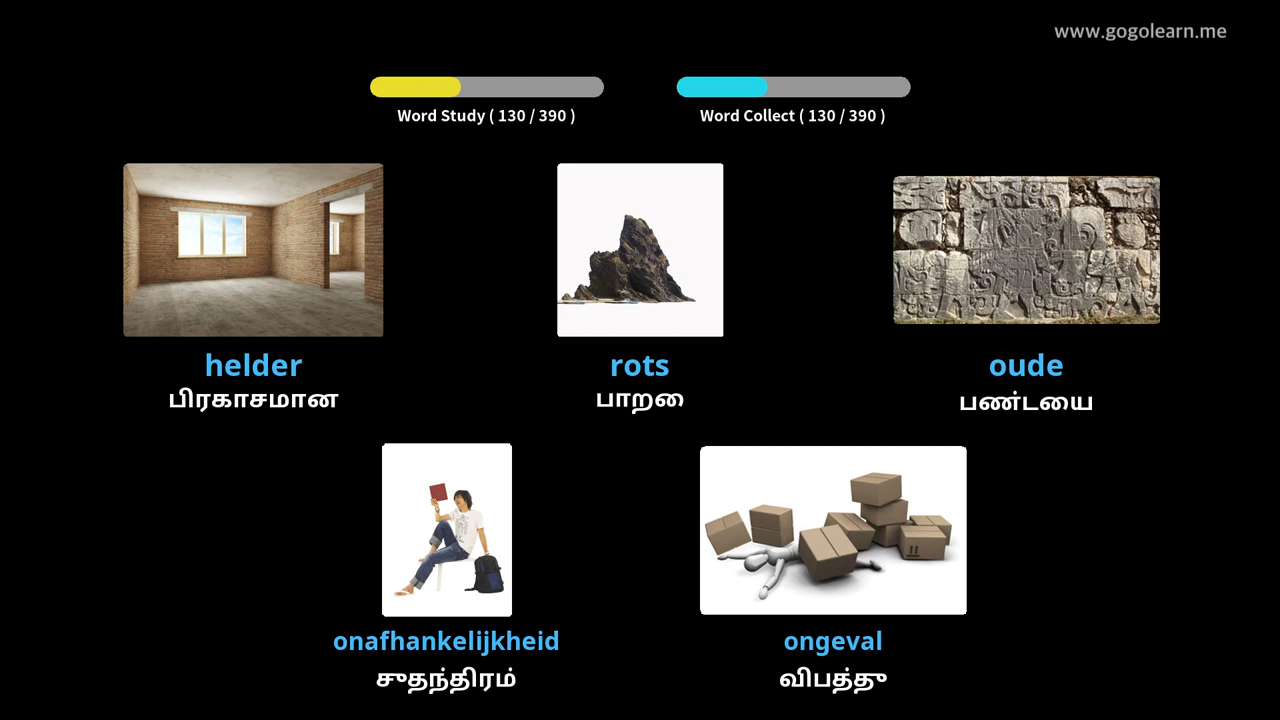 www.gogolearn.me
Word Study ( 130 / 390 )
Word Collect ( 130 / 390 )
helder
rots
oude
பிரகாசமான
பாறை
பண்டைய
onafhankelijkheid
ongeval
சுதந்திரம்
விபத்து